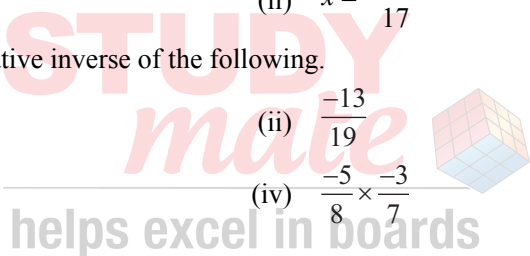 (ii) x = 17
tive inverse of the following.
(ii) −13/19
(iv) −5/8 × −3/7
STUDY
mate
helps excel in boards